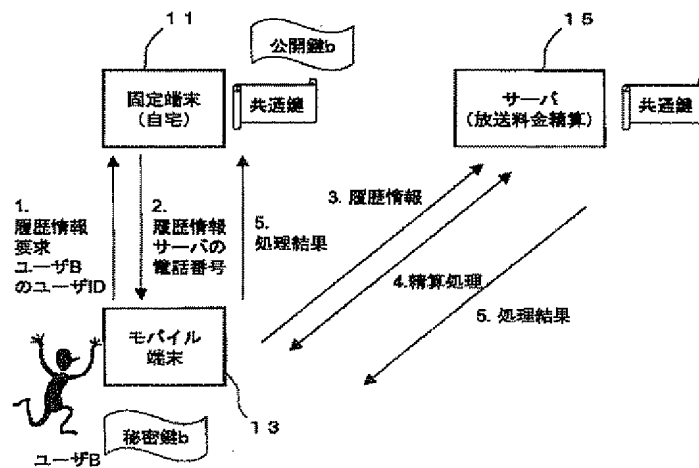 11
公開鍵b
15
固定端末
(自宅)
共通鍵
サーバ
(放送料金精算)
共通鍵
1.
履歴情報
要求
ユーザB
のユーザID
2.
履歴情報
サーバの
電話番号
5.
処理結果
3. 履歴情報
4.精算処理
5. 処理結果
モバイル
端末
13
秘密鍵b
ユーザB